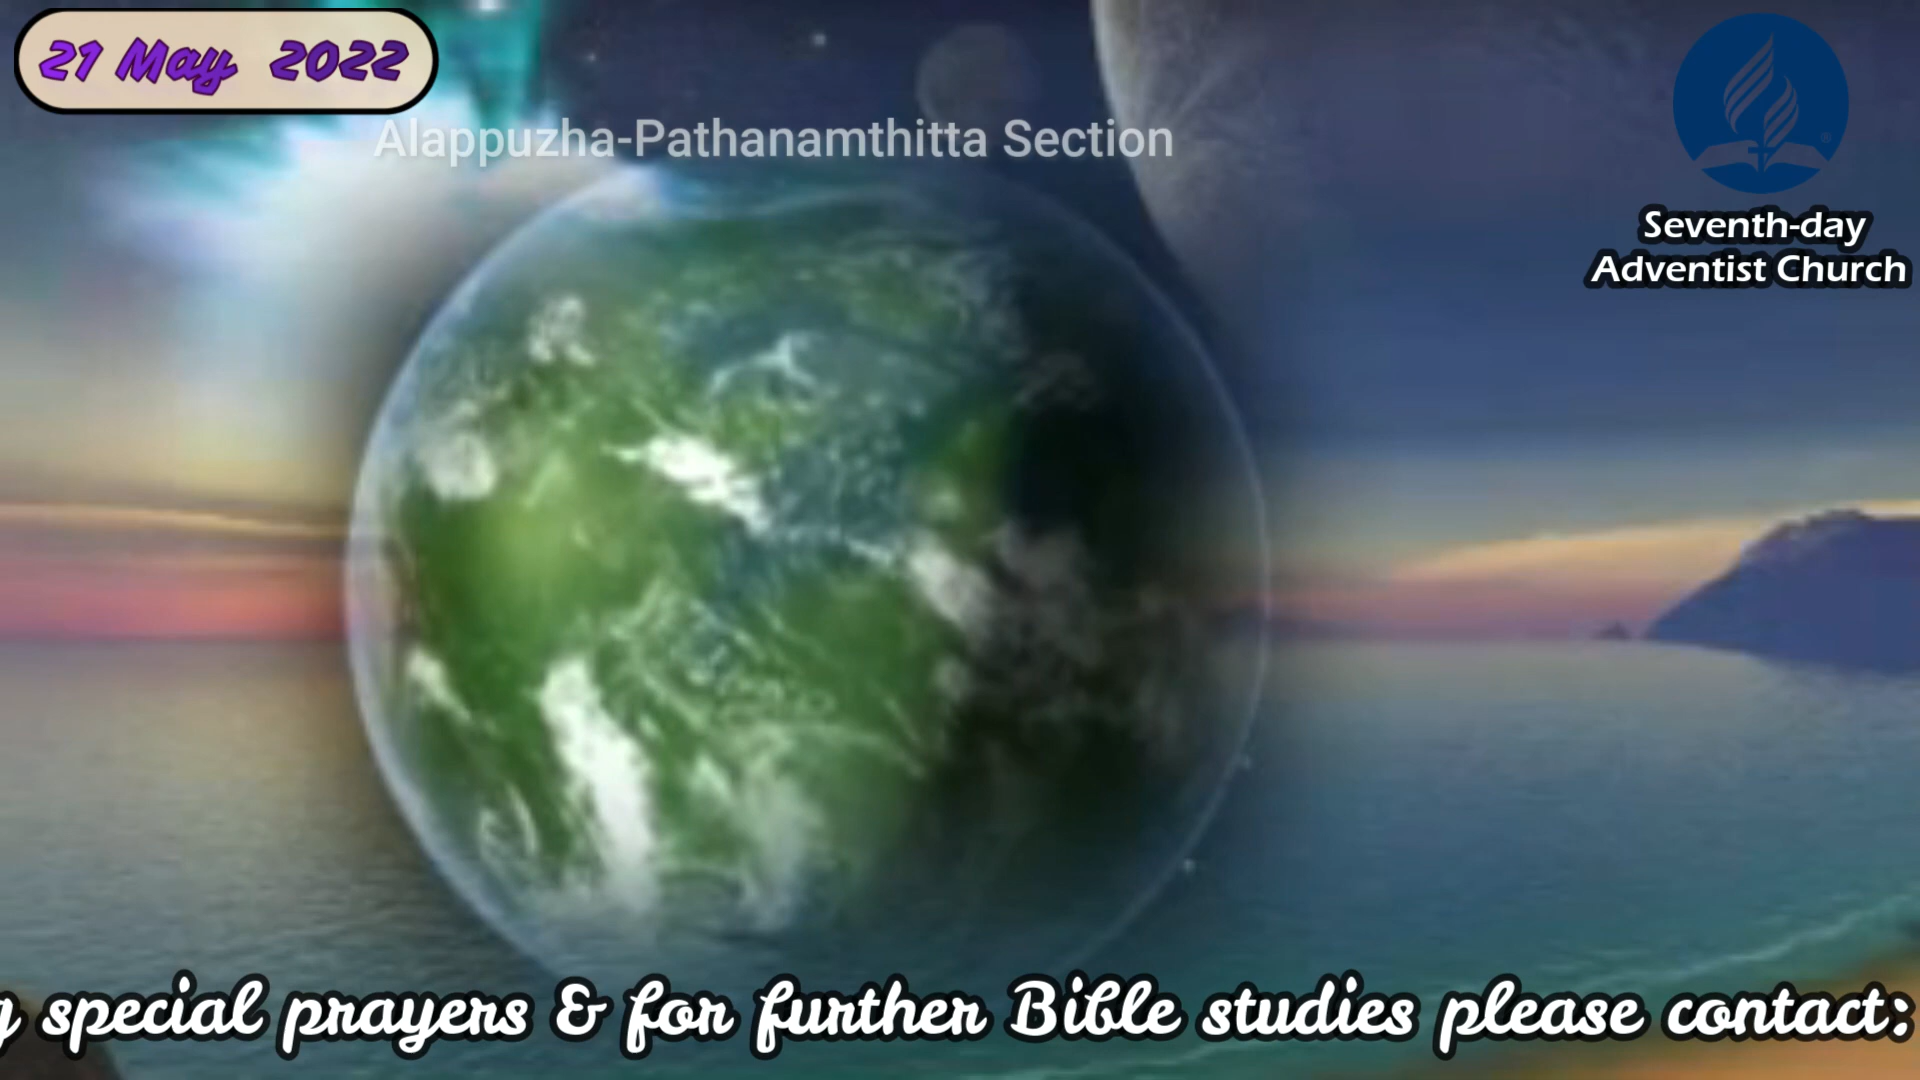 21 May 2022
Alappuzha-Pathanamthitta Section
Seventh-day
Adventist Church
special prayers & for further Bible studies please contact: